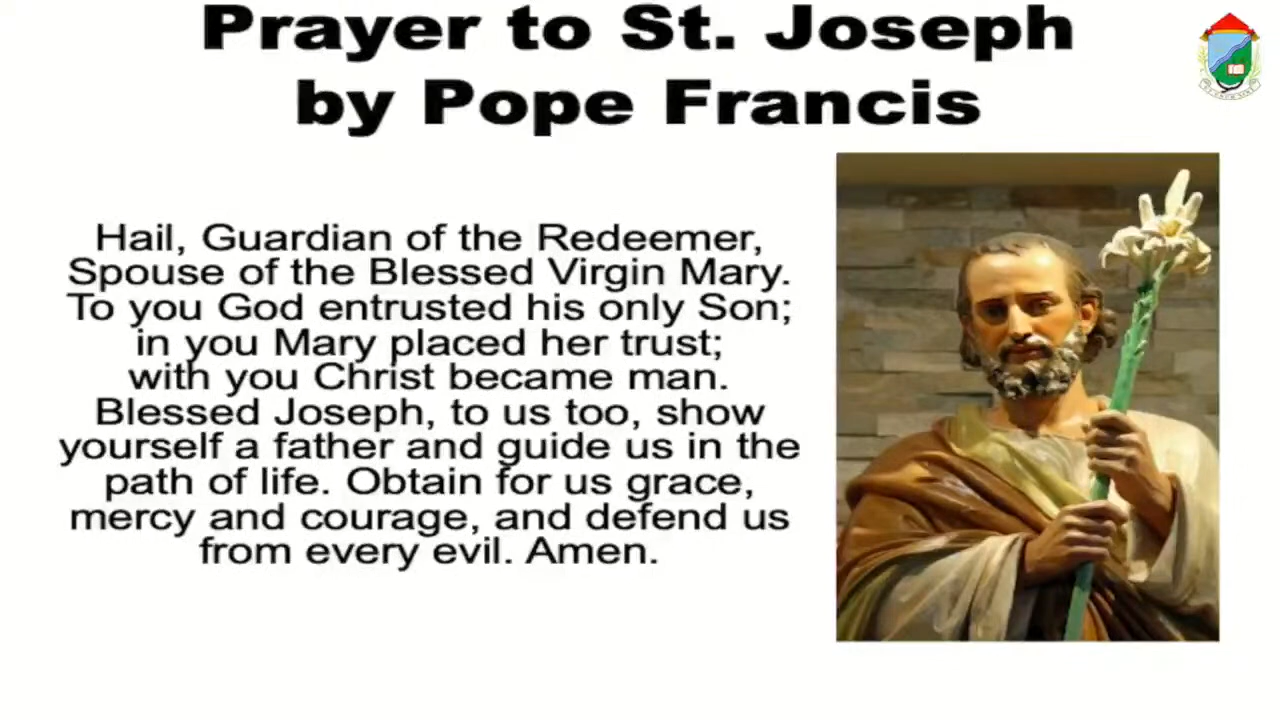 Prayer to St. Joseph
by Pope Francis
Hail, Guardian of the Redeemer,
Spouse of the Blessed Virgin Mary.
To you God entrusted his only Son;
in you Mary placed her trust;
with you Christ became man.
Blessed Joseph, to us too, show
yourself a father and guide us in the
path of life. Obtain for us grace,
mercy and courage, and defend us
from every evil. Amen.